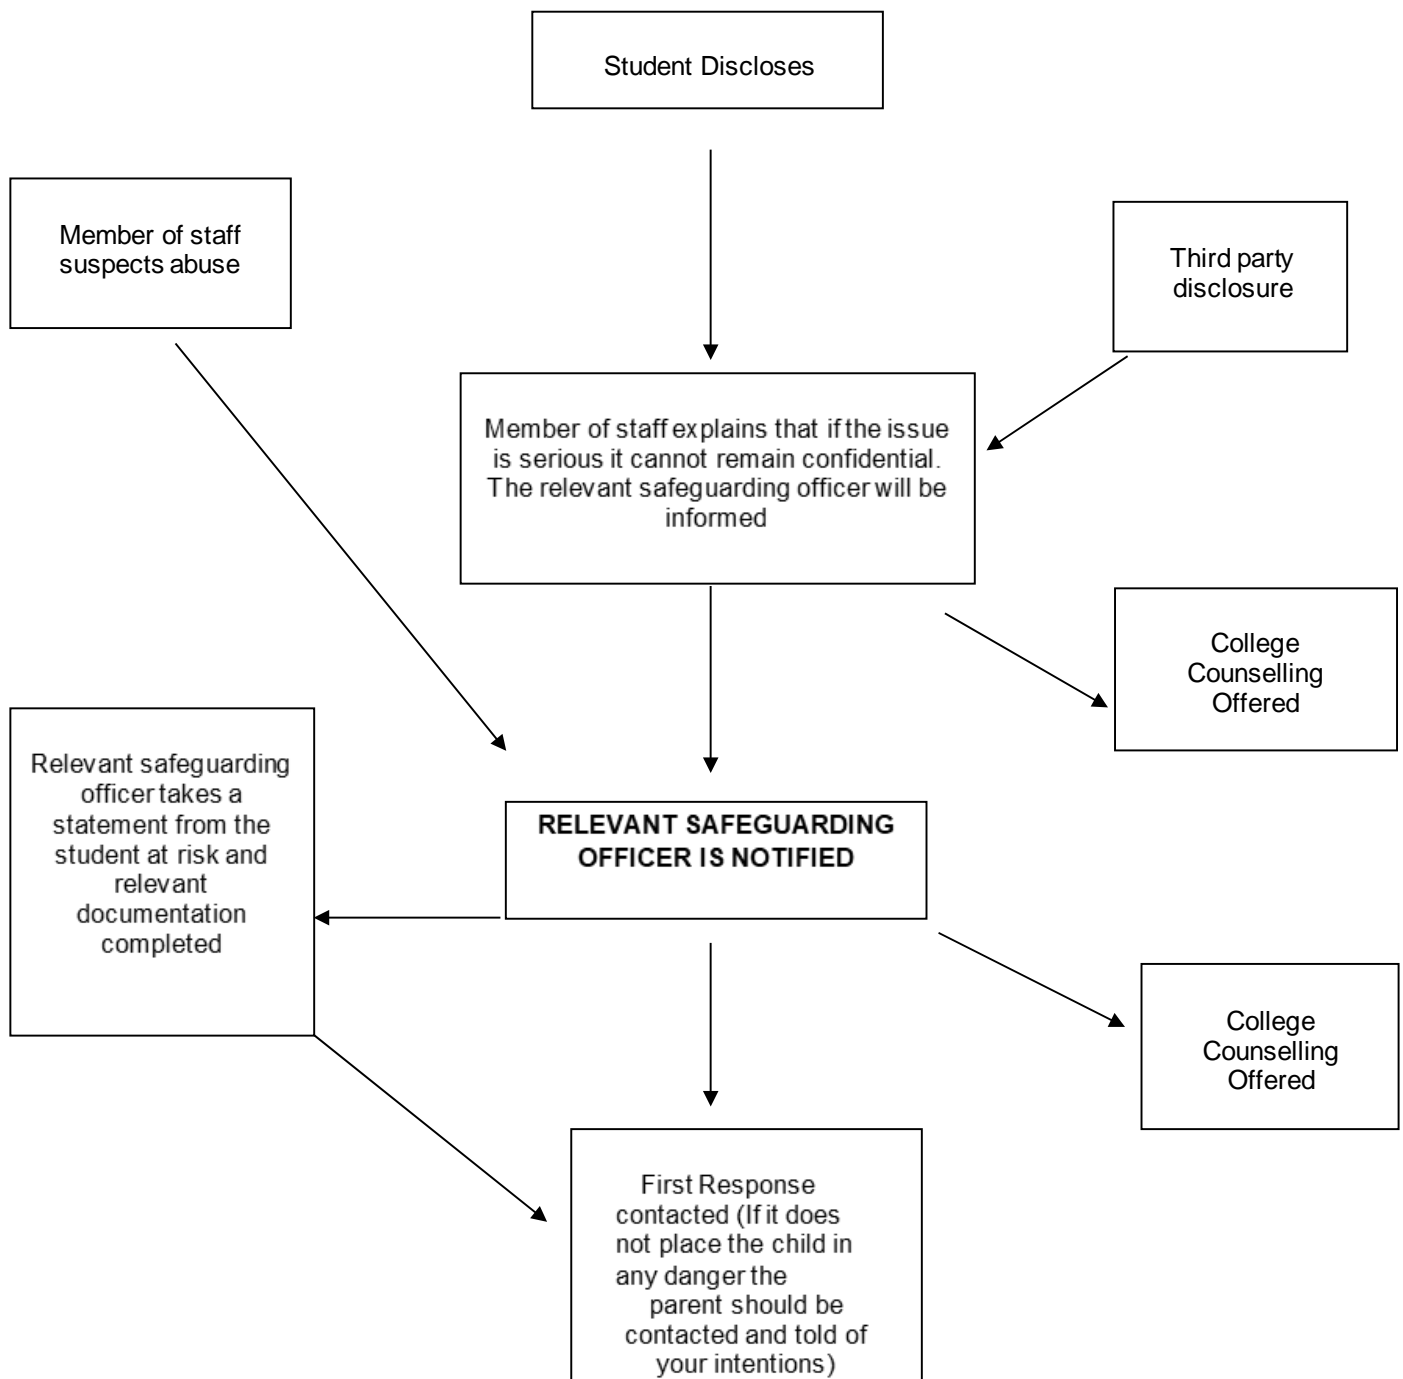 Student Discloses
Member of staff
suspects abuse
Third party
disclosure
Member of staff explains that if the issue
is serious it cannot remain confidential.
The relevant safeguarding officer will be
informed
College
Counselling
Offered
Relevant safeguarding
officer takes a
statement from the
student at risk and
relevant
documentation
completed
RELEVANT SAFEGUARDING
OFFICER IS NOTIFIED
College
Counselling
Offered
First Response
contacted (If it does
not place the child in
any danger the
parent should be
contacted and told of
your intentions)